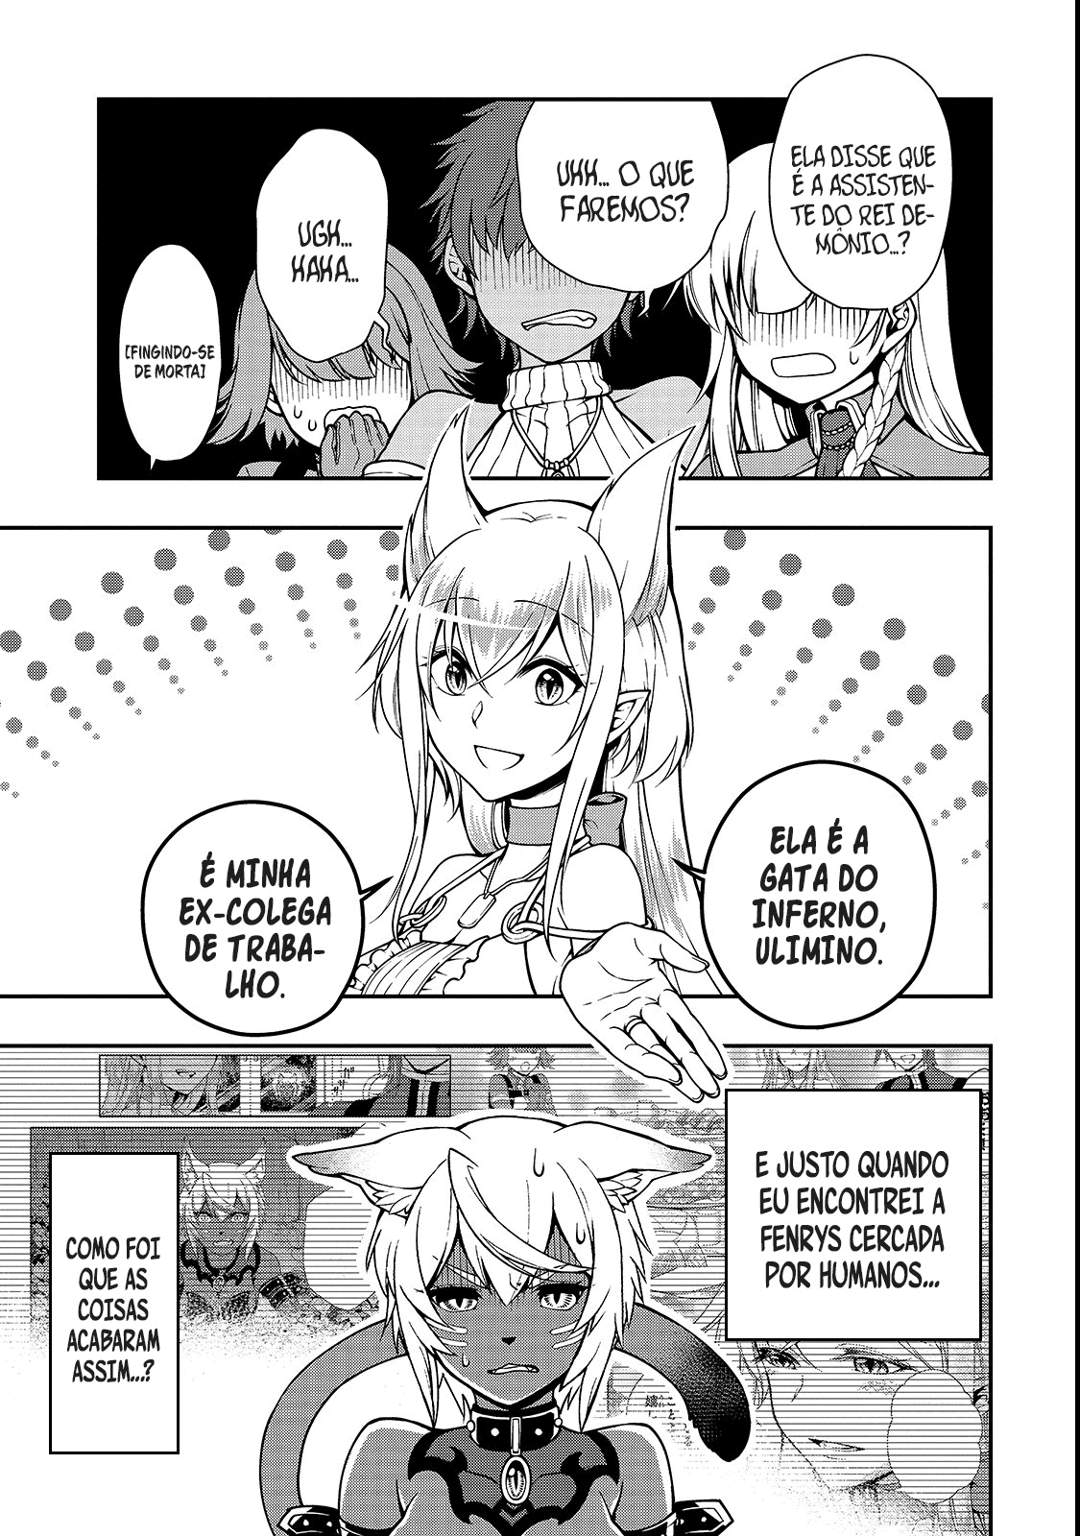 ELA DISSE QUE
É A ASSISTEN-
TE DO REI DE-
MÔNIO...?
UHH... O QUE
FAREMOS?
UGH...
HAHA...
[FINGINDO-SE
DE MORTA]
ELA É A
GATA DO
INFERNO,
ULIMINO.
É MINHA
EX-COLEGA
DE TRABA-
LHO.
E JUSTO QUANDO
EU ENCONTREI A
FENRYS CERCADA
POR HUMANOS...
COMO FOI
QUE AS
COISAS
ACABARAM
ASSIM...?